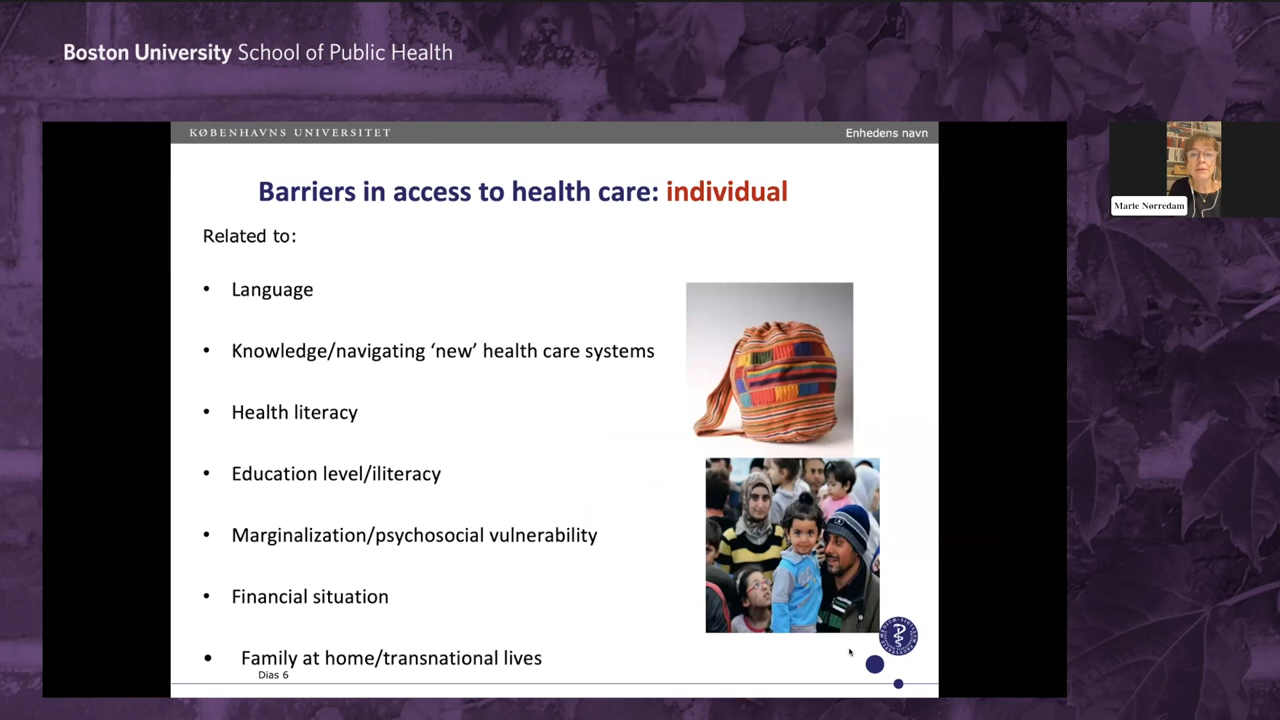 Boston University School of Public Health
KØBENHAVNS UNIVERSITET
Enhedens navn
Barriers in access to health care: individual
Related to:
• Language
• Knowledge/navigating ‘new’ health care systems
• Health literacy
• Education level/iliteracy
• Marginalization/psychosocial vulnerability
• Financial situation
• Family at home/transnational lives
Dias 6
Marie Nørredam